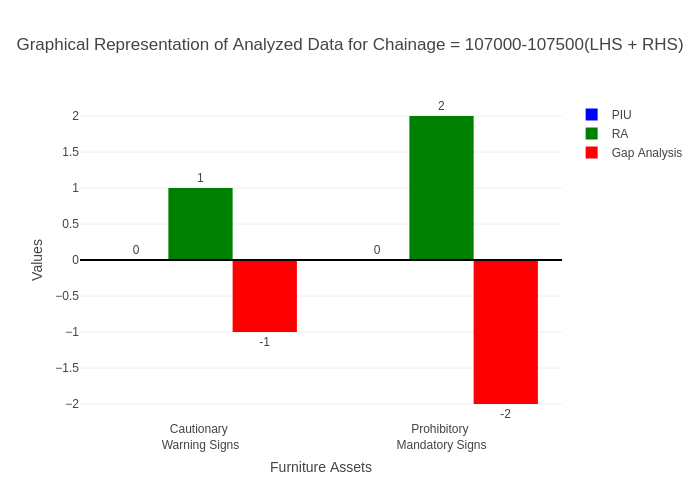 Graphical Representation of Analyzed Data for Chainage = 107000-107500(LHS + RHS)
PIU
RA
Gap Analysis
Values
2
1.5
1
0.5
0
−0.5
−1
−1.5
−2
0
1
-1
0
2
-2
Cautionary
Warning Signs
Prohibitory
Mandatory Signs
Furniture Assets